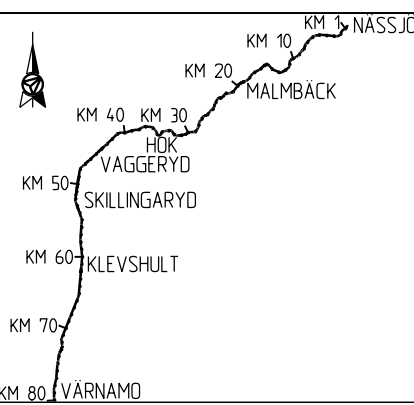 KM 1 NÄSSJÖ
KM 10
KM 20
MALMBÄCK
KM 40 KM 30
HOK
VAGGERYD
KM 50
SKILLINGARYD
KM 60 KLEVSHULT
KM 70
KM 80 VÄRNAMO